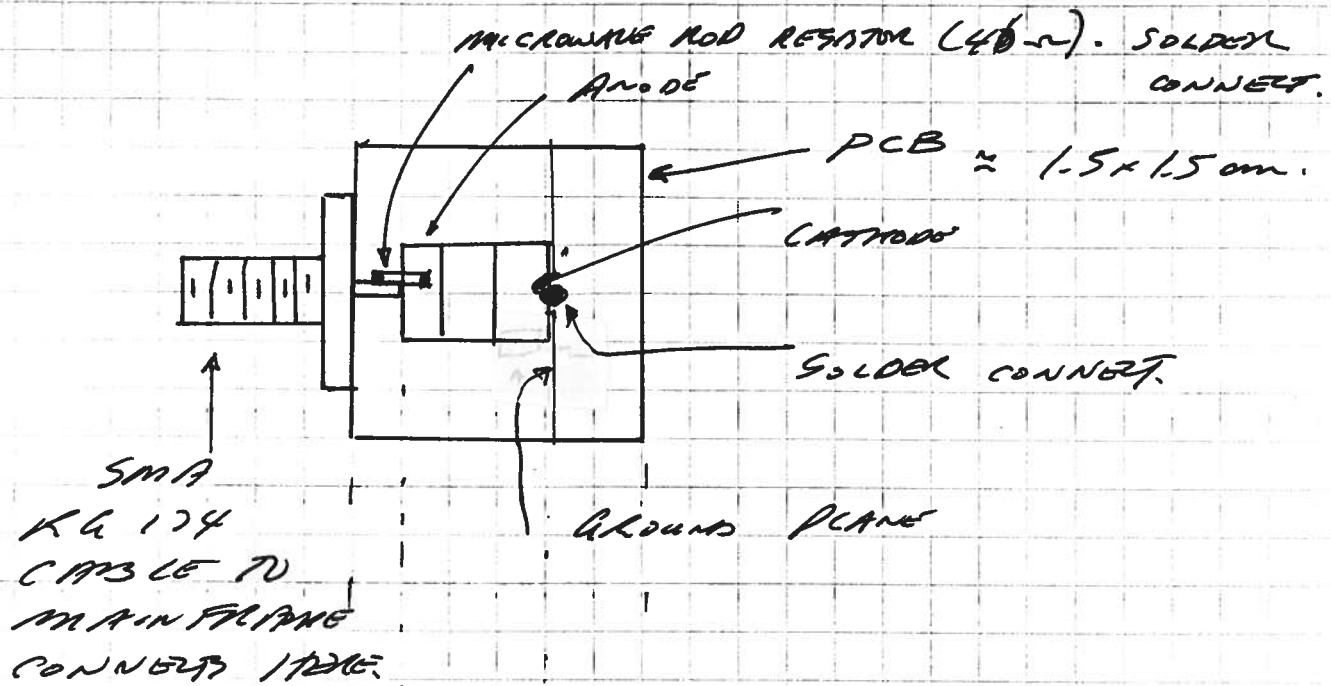 MICROWAVE ROD RESISTOR (Ω). SOLDER
CONNECT.
ANODE
PCB ≈ 1.5 x 1.5 cm.
CATHODE
SOLDER CONNECT.
SMA
RG 174
CABLE TO
MAINFRAME
CONNECTS HERE.
GROUND PLANE